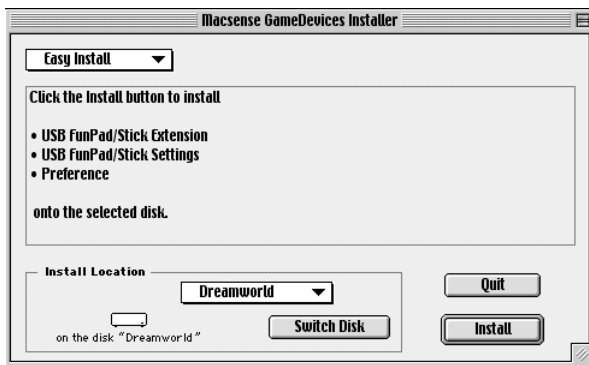 Macsense GameDevices Installer
Easy Install
Click the Install button to install
• USB FunPad/Stick Extension
• USB FunPad/Stick Settings
• Preference
onto the selected disk.
Install Location
Dreamworld
Quit
on the disk "Dreamworld"
Switch Disk
Install